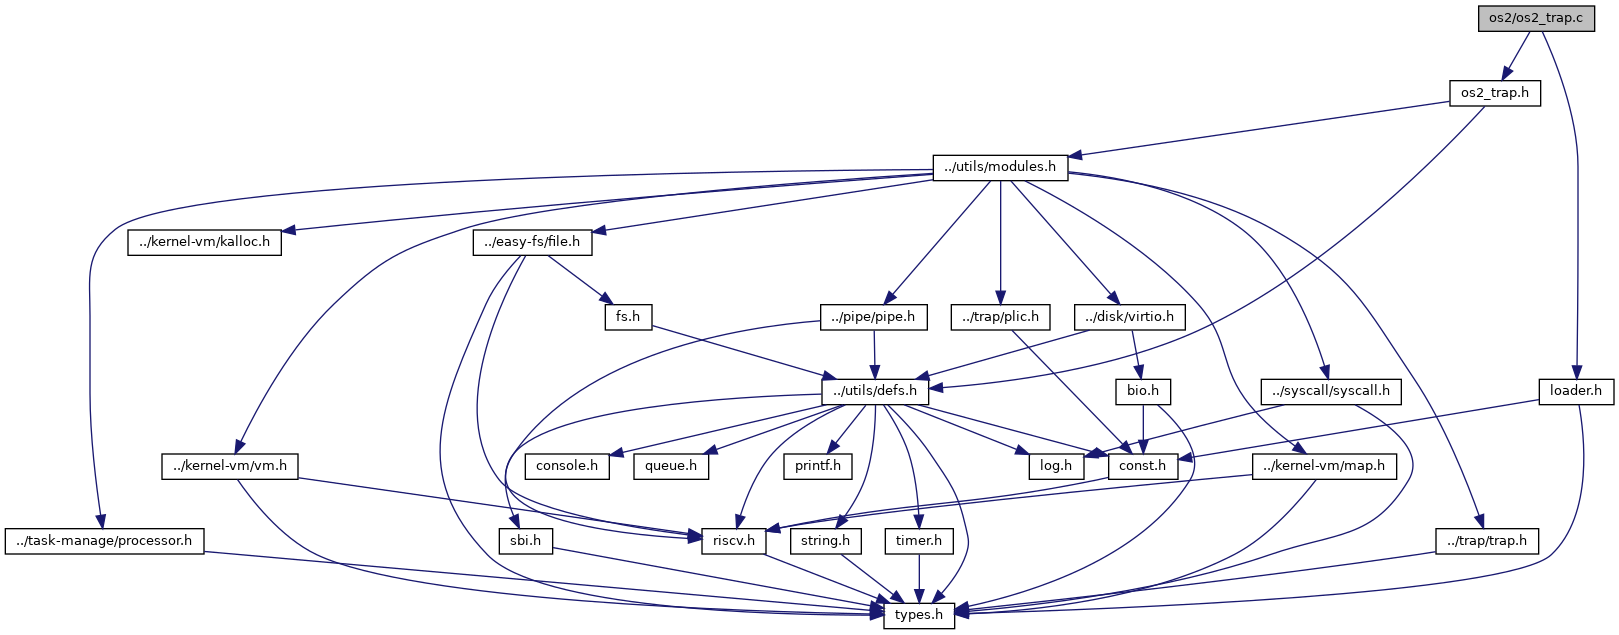 os2/os2_trap.c
os2_trap.h
../utils/modules.h
../kernel-vm/kalloc.h
../easy-fs/file.h
fs.h
../pipe/pipe.h
../trap/plic.h
../disk/virtio.h
../utils/defs.h
bio.h
../syscall/syscall.h
loader.h
../kernel-vm/vm.h
console.h
queue.h
printf.h
log.h
const.h
../kernel-vm/map.h
../task-manage/processor.h
sbi.h
riscv.h
string.h
timer.h
../trap/trap.h
types.h